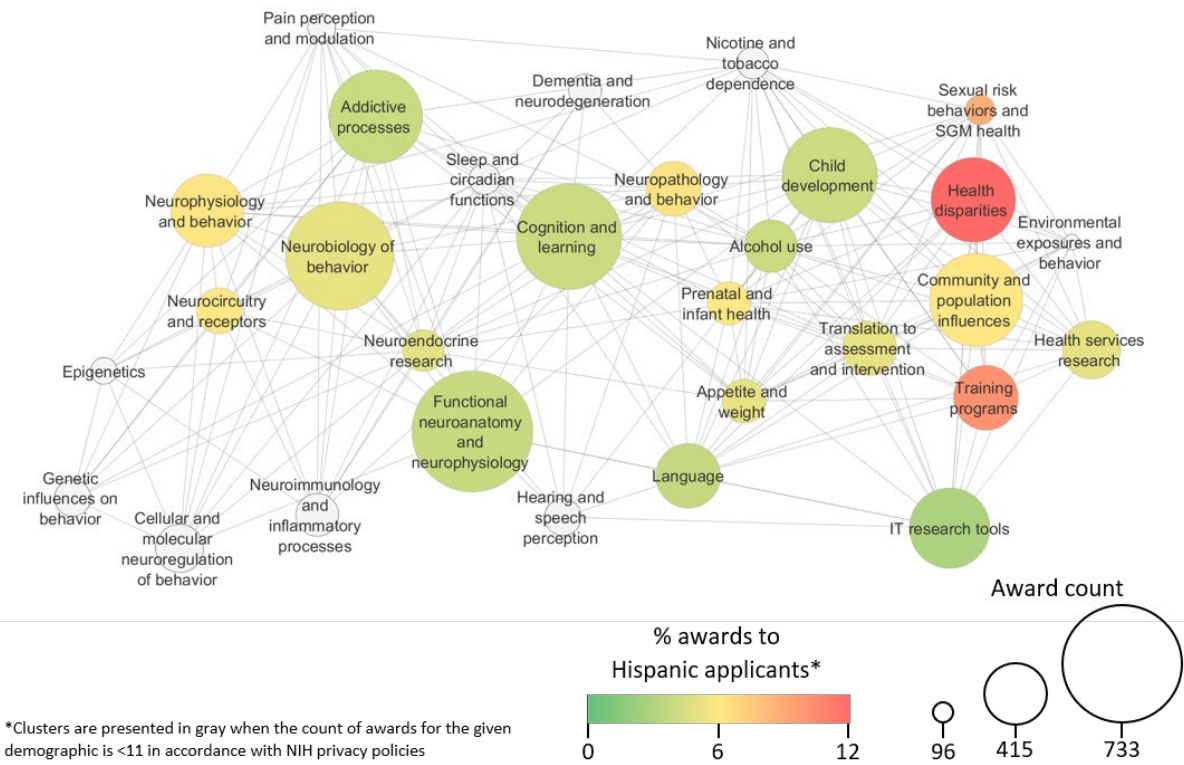 Pain perception
and modulation
Nicotine and
tobacco
dependence
Dementia and
neurodegeneration
Sexual risk
behaviors and
SGM health
Addictive
processes
Sleep and
circadian
functions
Neuropathology
and behavior
Child
development
Health
disparities
Neurophysiology
and behavior
Neurobiology of
behavior
Cognition and
learning
Alcohol use
Environmental
exposures and
behavior
Neurocircuitry
and receptors
Prenatal and
infant health
Community and
population
influences
Neuroendocrine
research
Translation to
assessment
and intervention
Health services
research
Epigenetics
Appetite and
weight
Training
programs
Functional
neuroanatomy
and
neurophysiology
Language
Genetic
influences on
behavior
Cellular and
molecular
neuroregulation
of behavior
Neuroimmunology
and
inflammatory
processes
Hearing and
speech
perception
IT research tools
Award count
% awards to
Hispanic applicants*
0
6
12
96
415
733
*Clusters are presented in gray when the count of awards for the given
demographic is <11 in accordance with NIH privacy policies